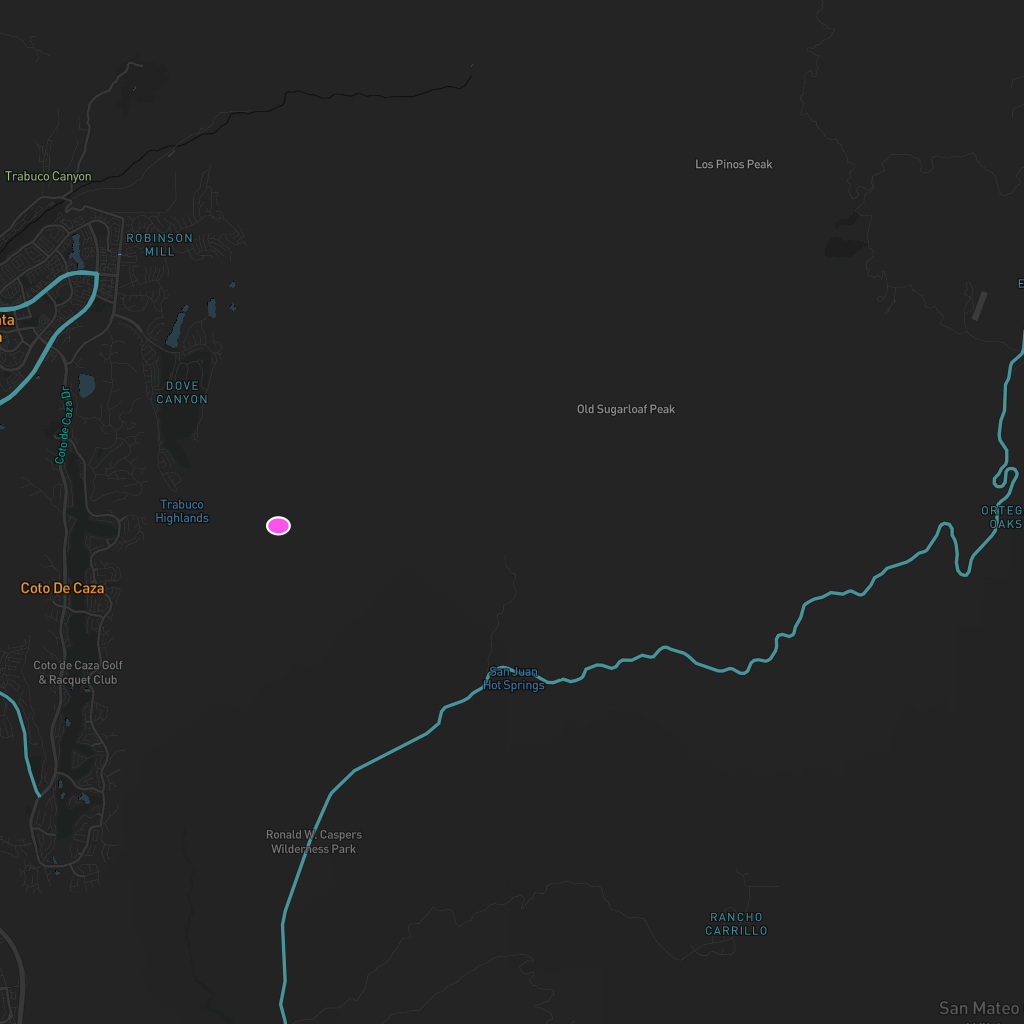 Los Pinos Peak
Trabuco Canyon
ROBINSON
MILL
E
ata
a
DOVE
CANYON
Coto de Caza Dr
Old Sugarloaf Peak
Trabuco
Highlands
ORTEG
OAKS
Coto De Caza
Coto de Caza Golf
& Racquet Club
San Juan
Hot Springs
Ronald W. Caspers
Wilderness Park
RANCHO
CARRILLO
San Mateo